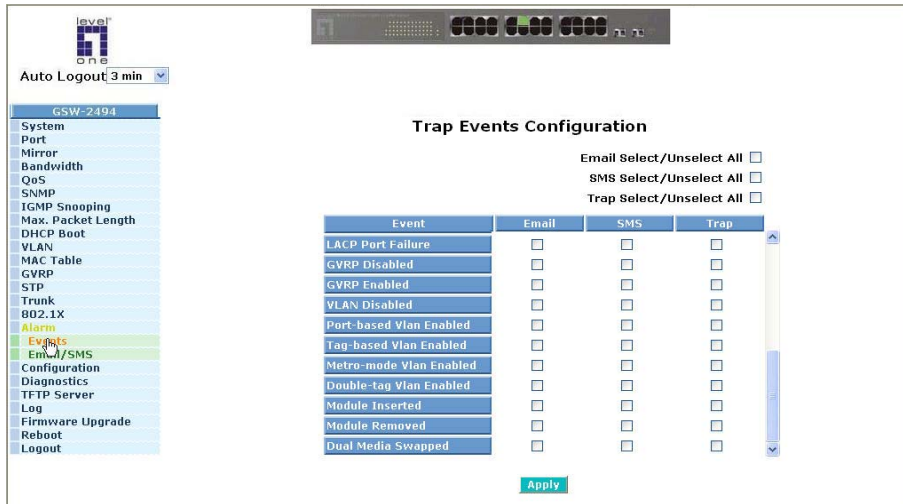 level
one
Auto Logout 3 min
GSW-2494
System
Port
Mirror
Bandwidth
QoS
SNMP
IGMP Snooping
Max. Packet Length
DHCP Boot
VLAN
MAC Table
GVRP
STP
Trunk
802.1X
Alarm
Events
Email/SMS
Configuration
Diagnostics
TFTP Server
Log
Firmware Upgrade
Reboot
Logout
Trap Events Configuration
Email Select/Unselect All
SMS Select/Unselect All
Trap Select/Unselect All
Event Email SMS Trap
LACP Port Failure
GVRP Disabled
GVRP Enabled
VLAN Disabled
Port-based Vlan Enabled
Tag-based Vlan Enabled
Metro-mode Vlan Enabled
Double-tag Vlan Enabled
Module Inserted
Module Removed
Dual Media Swapped
Apply